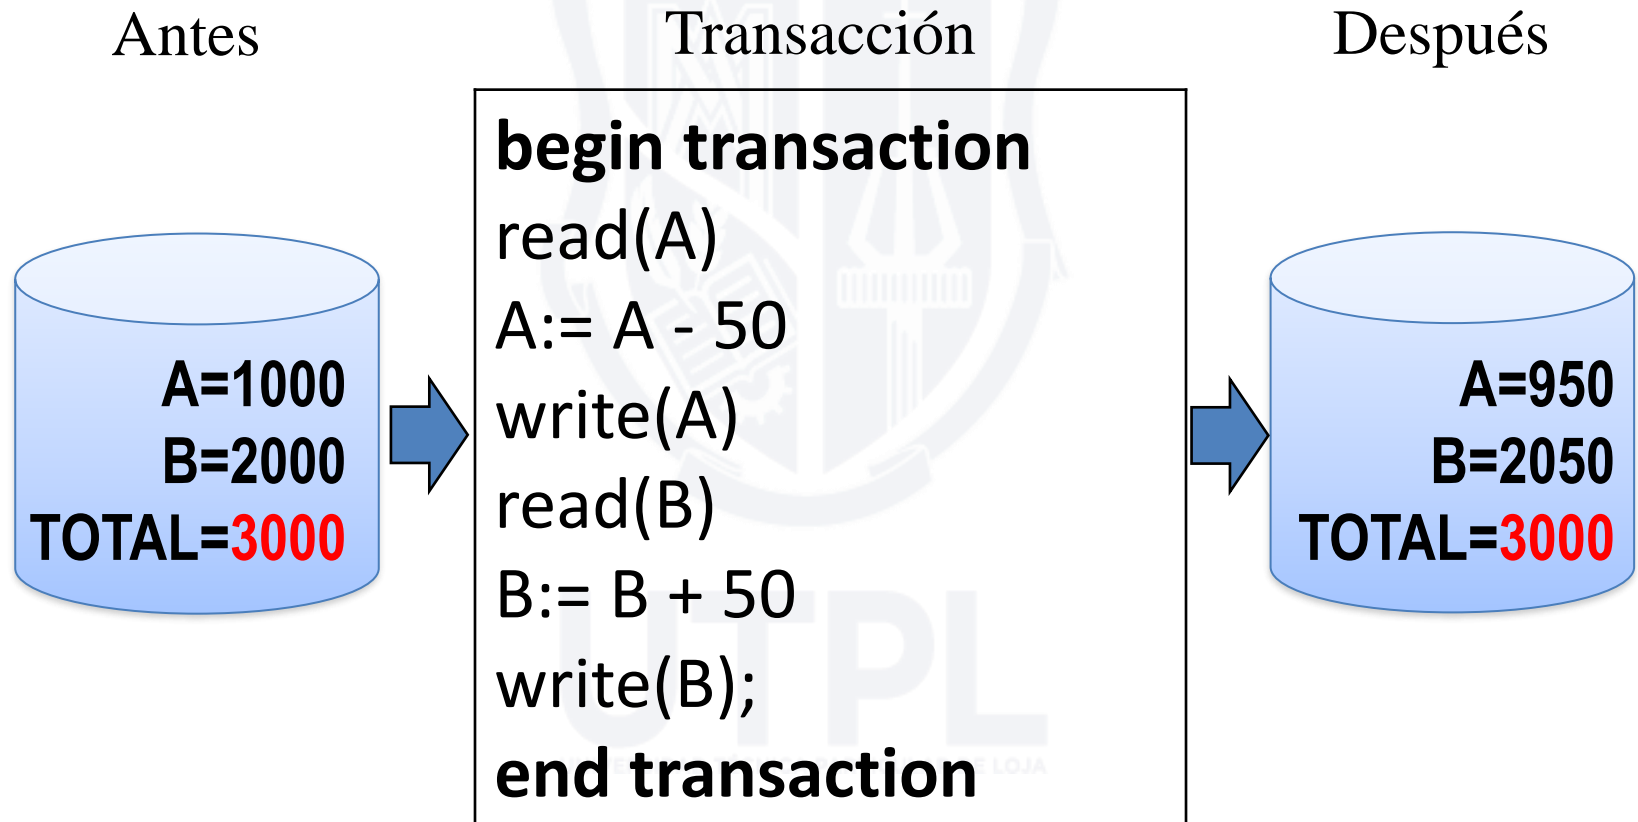 Antes
Transacción
Después
A=1000
B=2000
TOTAL=3000
begin transaction
read(A)
A:= A - 50
write(A)
read(B)
B:= B + 50
write(B);
end transaction
A=950
B=2050
TOTAL=3000
UTPL
LOJA